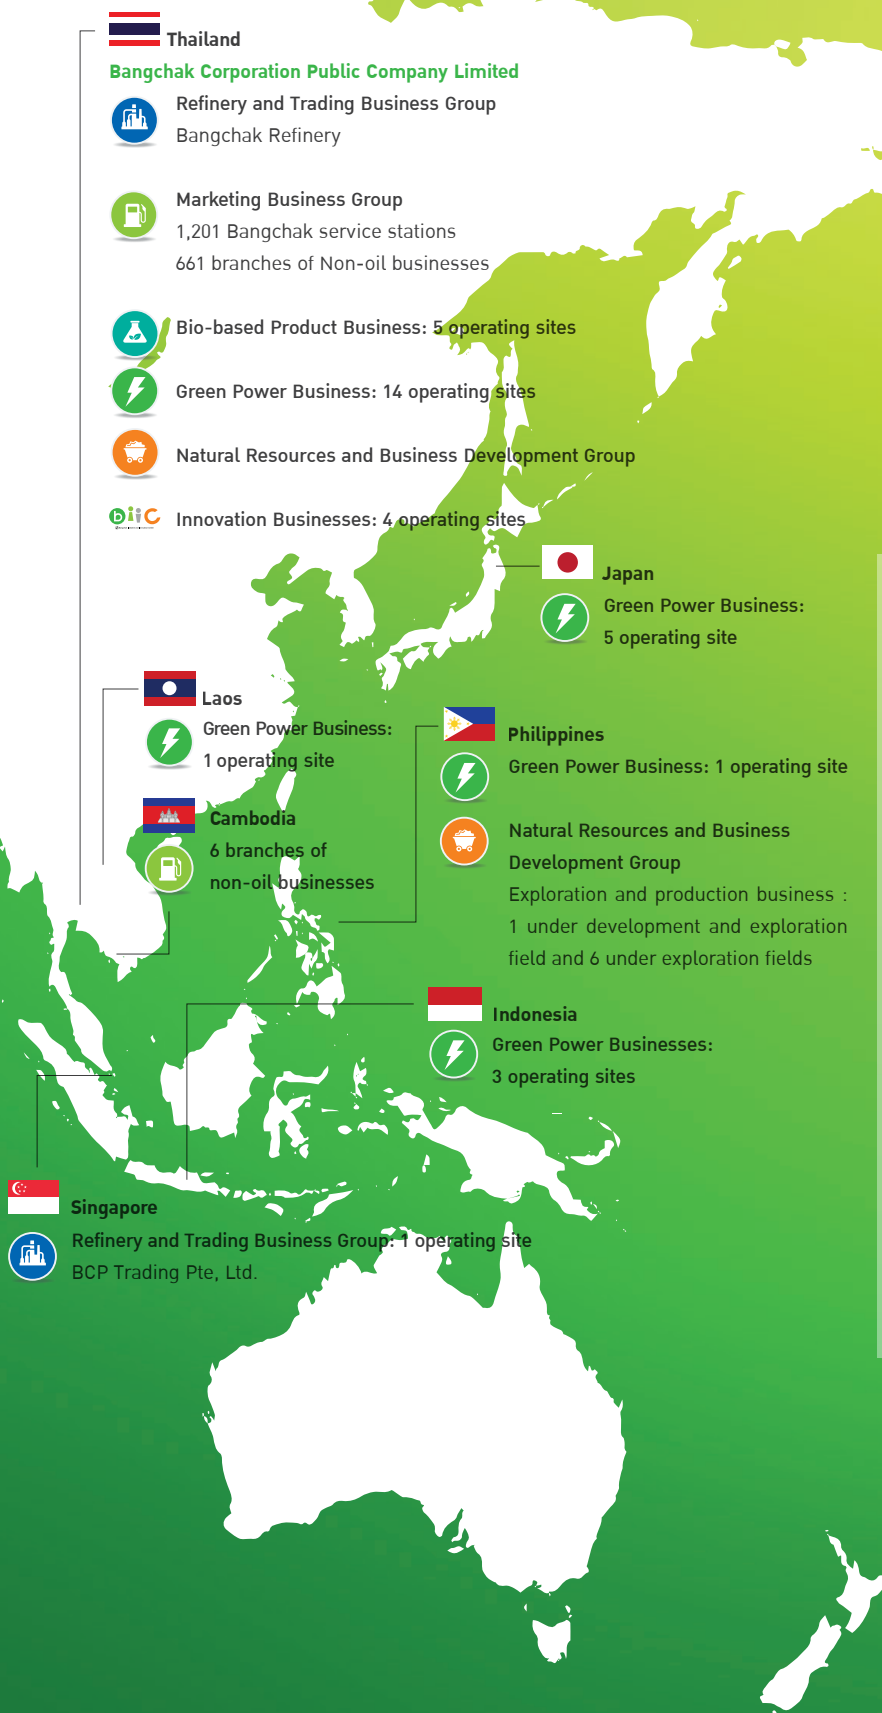 Thailand
Bangchak Corporation Public Company Limited
Refinery and Trading Business Group
Bangchak Refinery
Marketing Business Group
1,201 Bangchak service stations
661 branches of Non-oil businesses
Bio-based Product Business: 5 operating sites
Green Power Business: 14 operating sites
Natural Resources and Business Development Group
biiC
Innovation Businesses: 4 operating sites
Japan
Green Power Business:
5 operating site
Laos
Green Power Business:
1 operating site
Philippines
Green Power Business: 1 operating site
Natural Resources and Business
Development Group
Exploration and production business :
1 under development and exploration
field and 6 under exploration fields
Cambodia
6 branches of
non-oil businesses
Indonesia
Green Power Businesses:
3 operating sites
Singapore
Refinery and Trading Business Group: 1 operating site
BCP Trading Pte, Ltd.